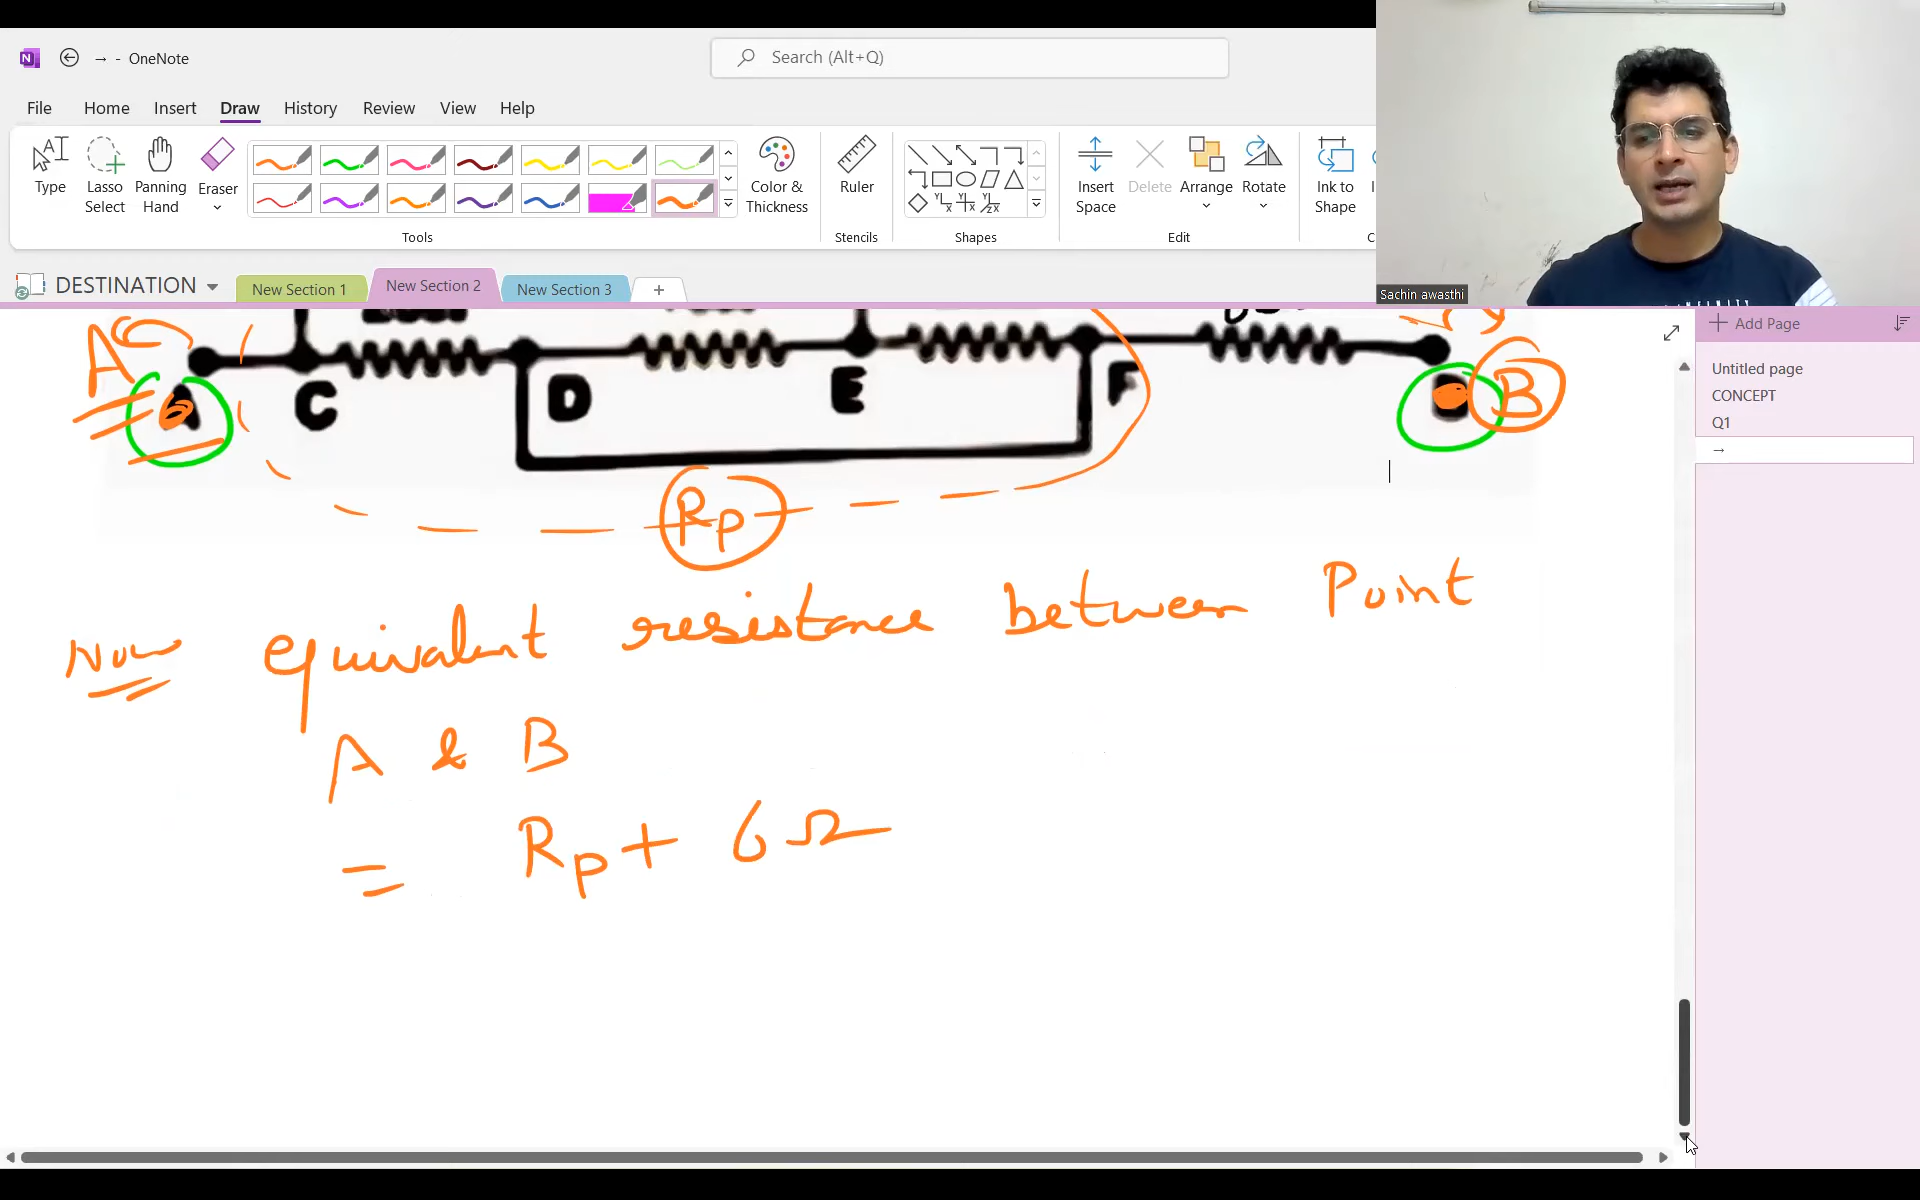 → - OneNote
Search (Alt+Q)
File Home Insert Draw History Review View Help
Type
Lasso Select
Panning Hand
Eraser
Color & Thickness
Ruler
Insert Space
Delete
Arrange
Rotate
Ink to Shape
Tools
Stencils
Shapes
Edit
Sachin awasthi
DESTINATION
New Section 1
New Section 2
New Section 3
Add Page
Untitled page
CONCEPT
Q1
→
A
A C D E F B
Rp
Now equivalent resistance between Point
A & B
= Rp + 6Ω